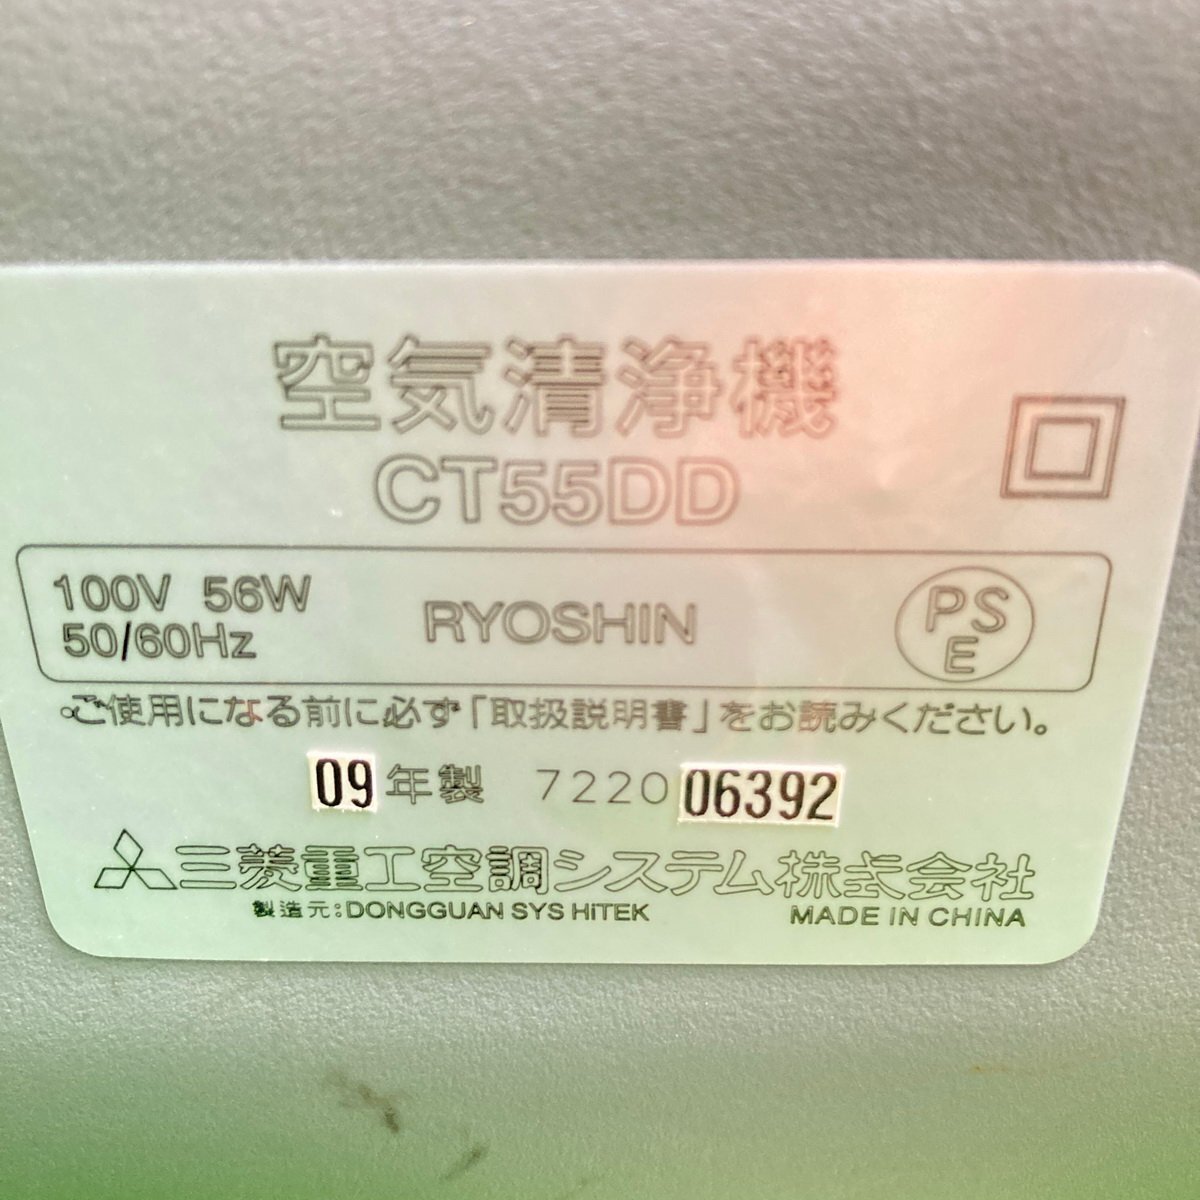 空気清浄機
CT55DD
100V 56W
50/60Hz
RYOSHIN
PS
E
ご使用になる前に必ず「取扱説明書」をお読みください。
09年製 722006392
三菱重工空調システム株式会社
製造元:DONGGUAN SYS HiTEK
MADE IN CHINA